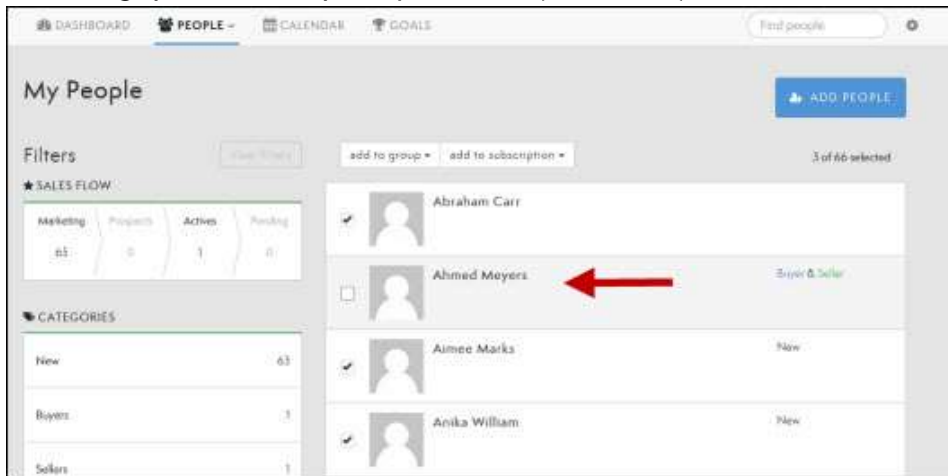 DASHBOARD PEOPLE CALENDAR GOALS Find people
My People
ADD PEOPLE
Filters
add to group add to subscription 3 of 66 selected
SALES FLOW
Marketing Prospects Actives Pending
0 1 0
Abraham Carr
Ahmed Meyers Buyer & Seller
CATEGORIES
New 63
Buyers 1
Sellers 1
Aimee Marks New
Anika William New